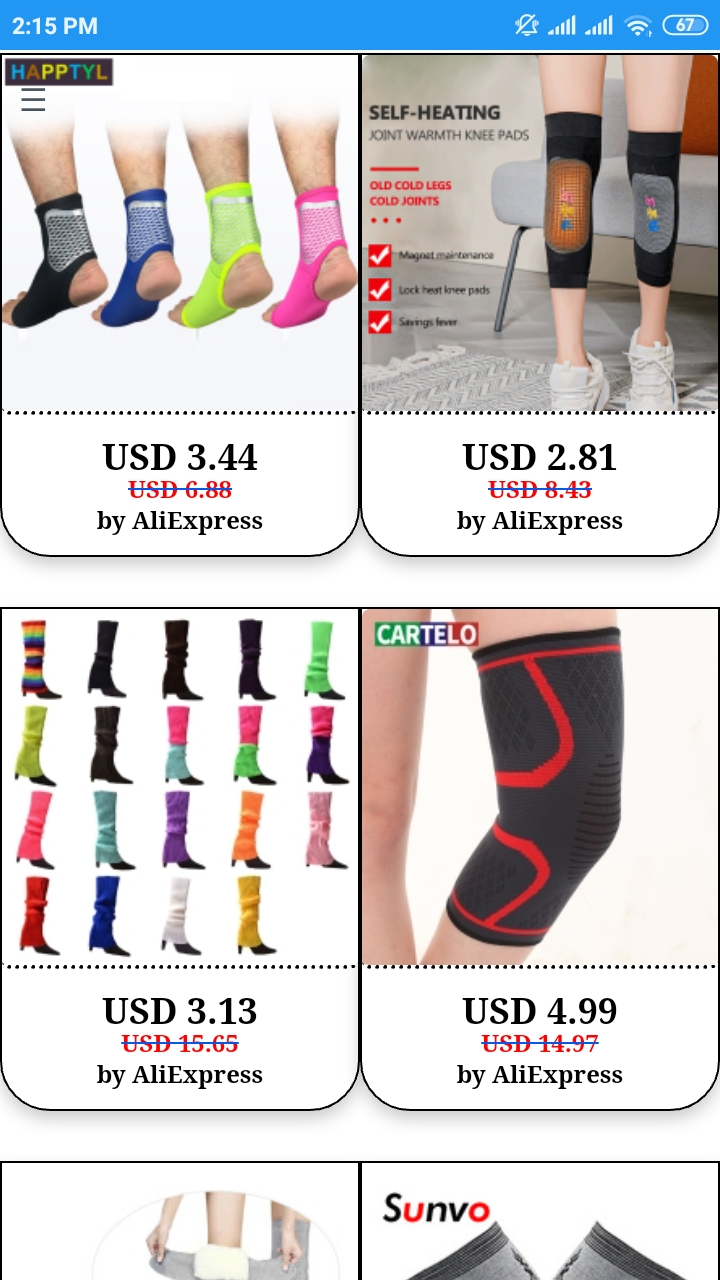 2:15 PM
67
HAPPTYL
SELF-HEATING
JOINT WARMTH KNEE PADS
OLD COLD LEGS
COLD JOINTS
Magnet maintenance
Lock heat knee pads
Savings fever
USD 3.44
USD 6.88
by AliExpress
USD 2.81
USD 8.43
by AliExpress
CARTELO
USD 3.13
USD 15.65
by AliExpress
USD 4.99
USD 14.97
by AliExpress
Sunvo